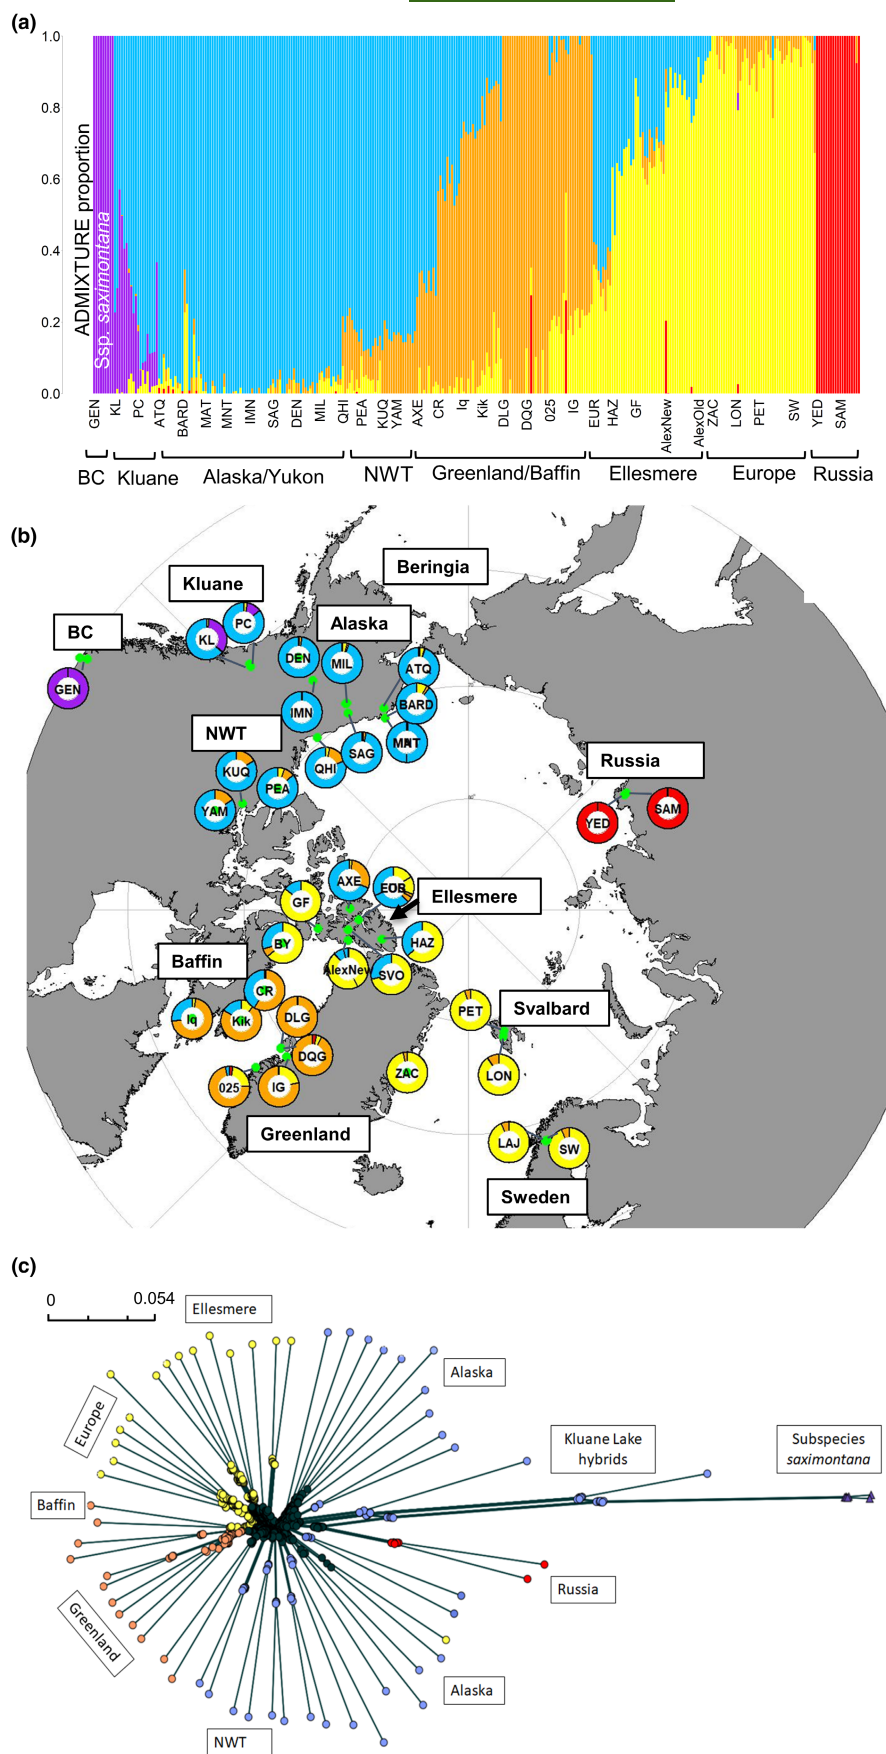 (a)
1.0
0.8
0.6
0.4
0.2
0.0
ADMIXTURE proportion
Ssp. saximontana
GEN KL PC ATQ BARD MAT MNT IMN SAG DEN MIL QHI PEA KUQ YAM AXE CR Iq Kik DLG DQG 025 IG EUR HAZ GF AlexNew AlexOld ZAC LON PET SW YED SAM
BC Kluane Alaska/Yukon NWT Greenland/Baffin Ellesmere Europe Russia
(b)
Beringia
Kluane
Alaska
BC
PC
KL
DEN
MIL
ATQ
GEN
IMN
BARD
NWT
SAG
MNT
QHI
Russia
KUQ
PEA
YAM
YED
SAM
AXE
Ellesmere
GF
BY
HAZ
Baffin
AlexNew
SVO
CR
Iq
Kik
DLG
PET
Svalbard
DQG
025
IG
ZAC
LON
Greenland
LAJ
SW
Sweden
(c)
0 0.054
Ellesmere
Alaska
Europe
Kluane Lake
hybrids
Subspecies
saximontana
Baffin
Russia
Greenland
Alaska
NWT